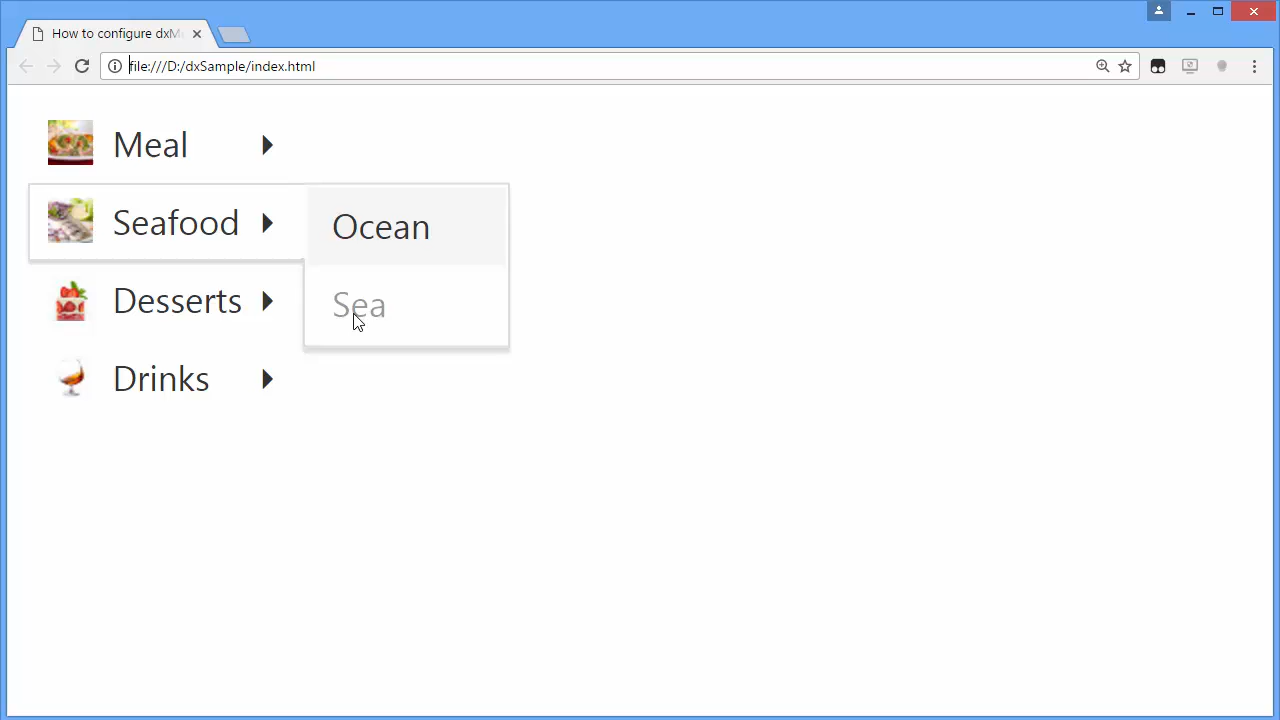 How to configure dxM
file:///D:/dxSample/index.html
Meal
Seafood
Ocean
Desserts
Sea
Drinks